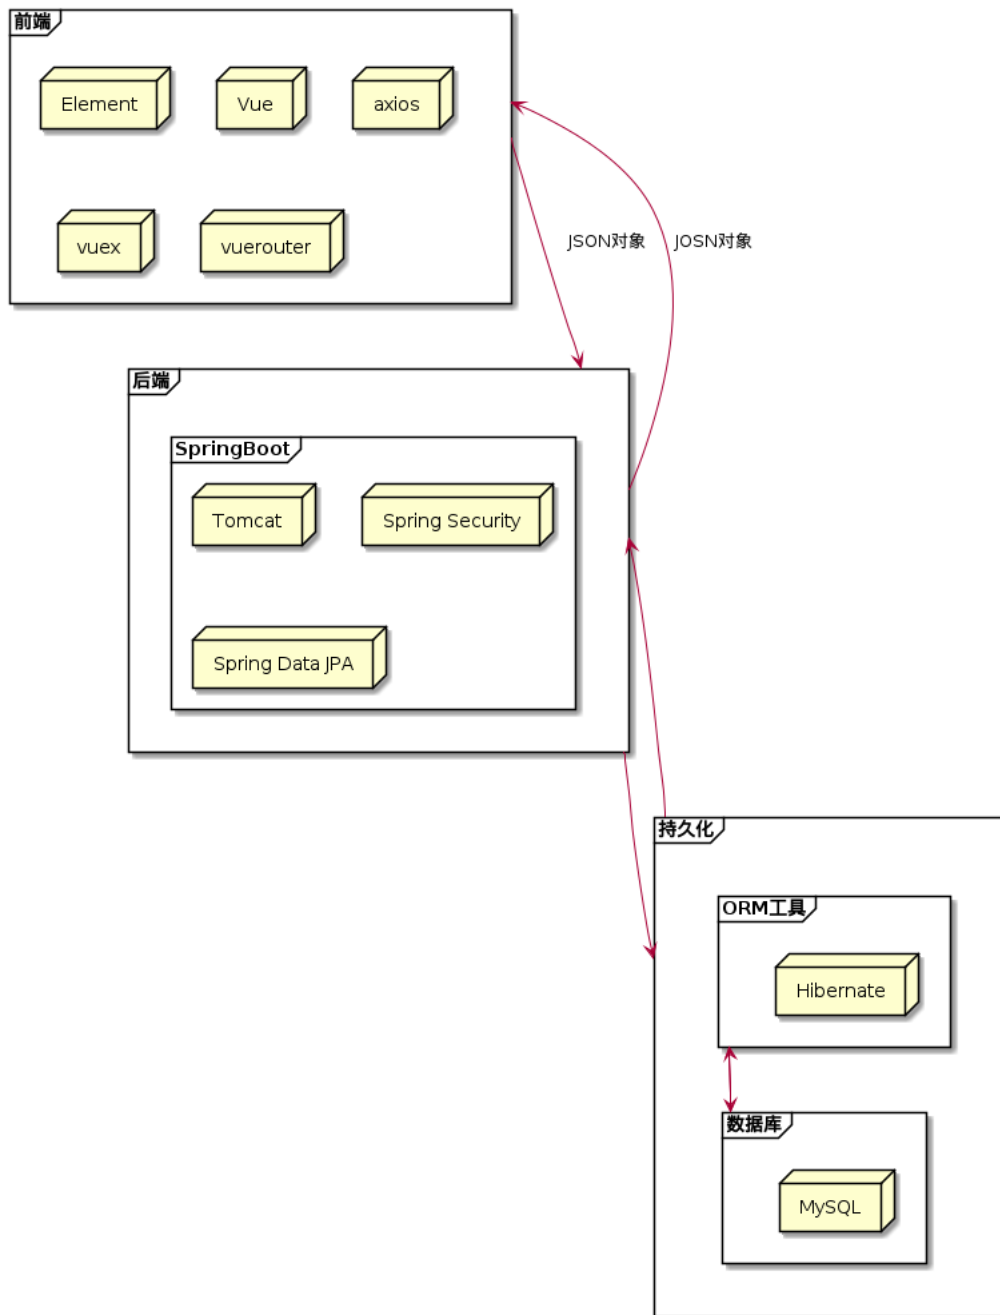 前端
Element
Vue
axios
vuex
vuerouter
JSON对象
JOSN对象
后端
SpringBoot
Tomcat
Spring Security
Spring Data JPA
持久化
ORM工具
Hibernate
数据库
MySQL